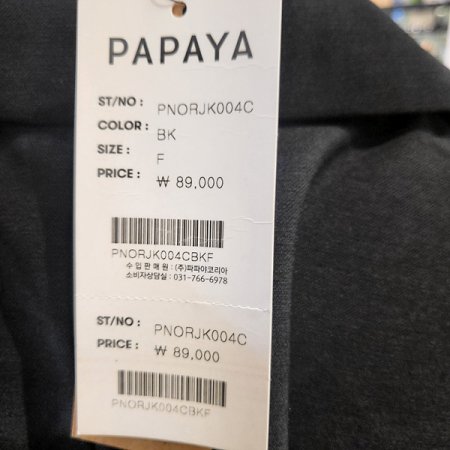 PAPAYA
ST/NO : PNORJK004C
COLOR : BK
SIZE : F
PRICE : ₩ 89,000
PNORJK004CBKF
수 입 판 매 원 : (주)파파야코리아
소비자상담실 : 031-766-6978
ST/NO : PNORJK004C
PRICE : ₩ 89,000
PNORJK004CBKF